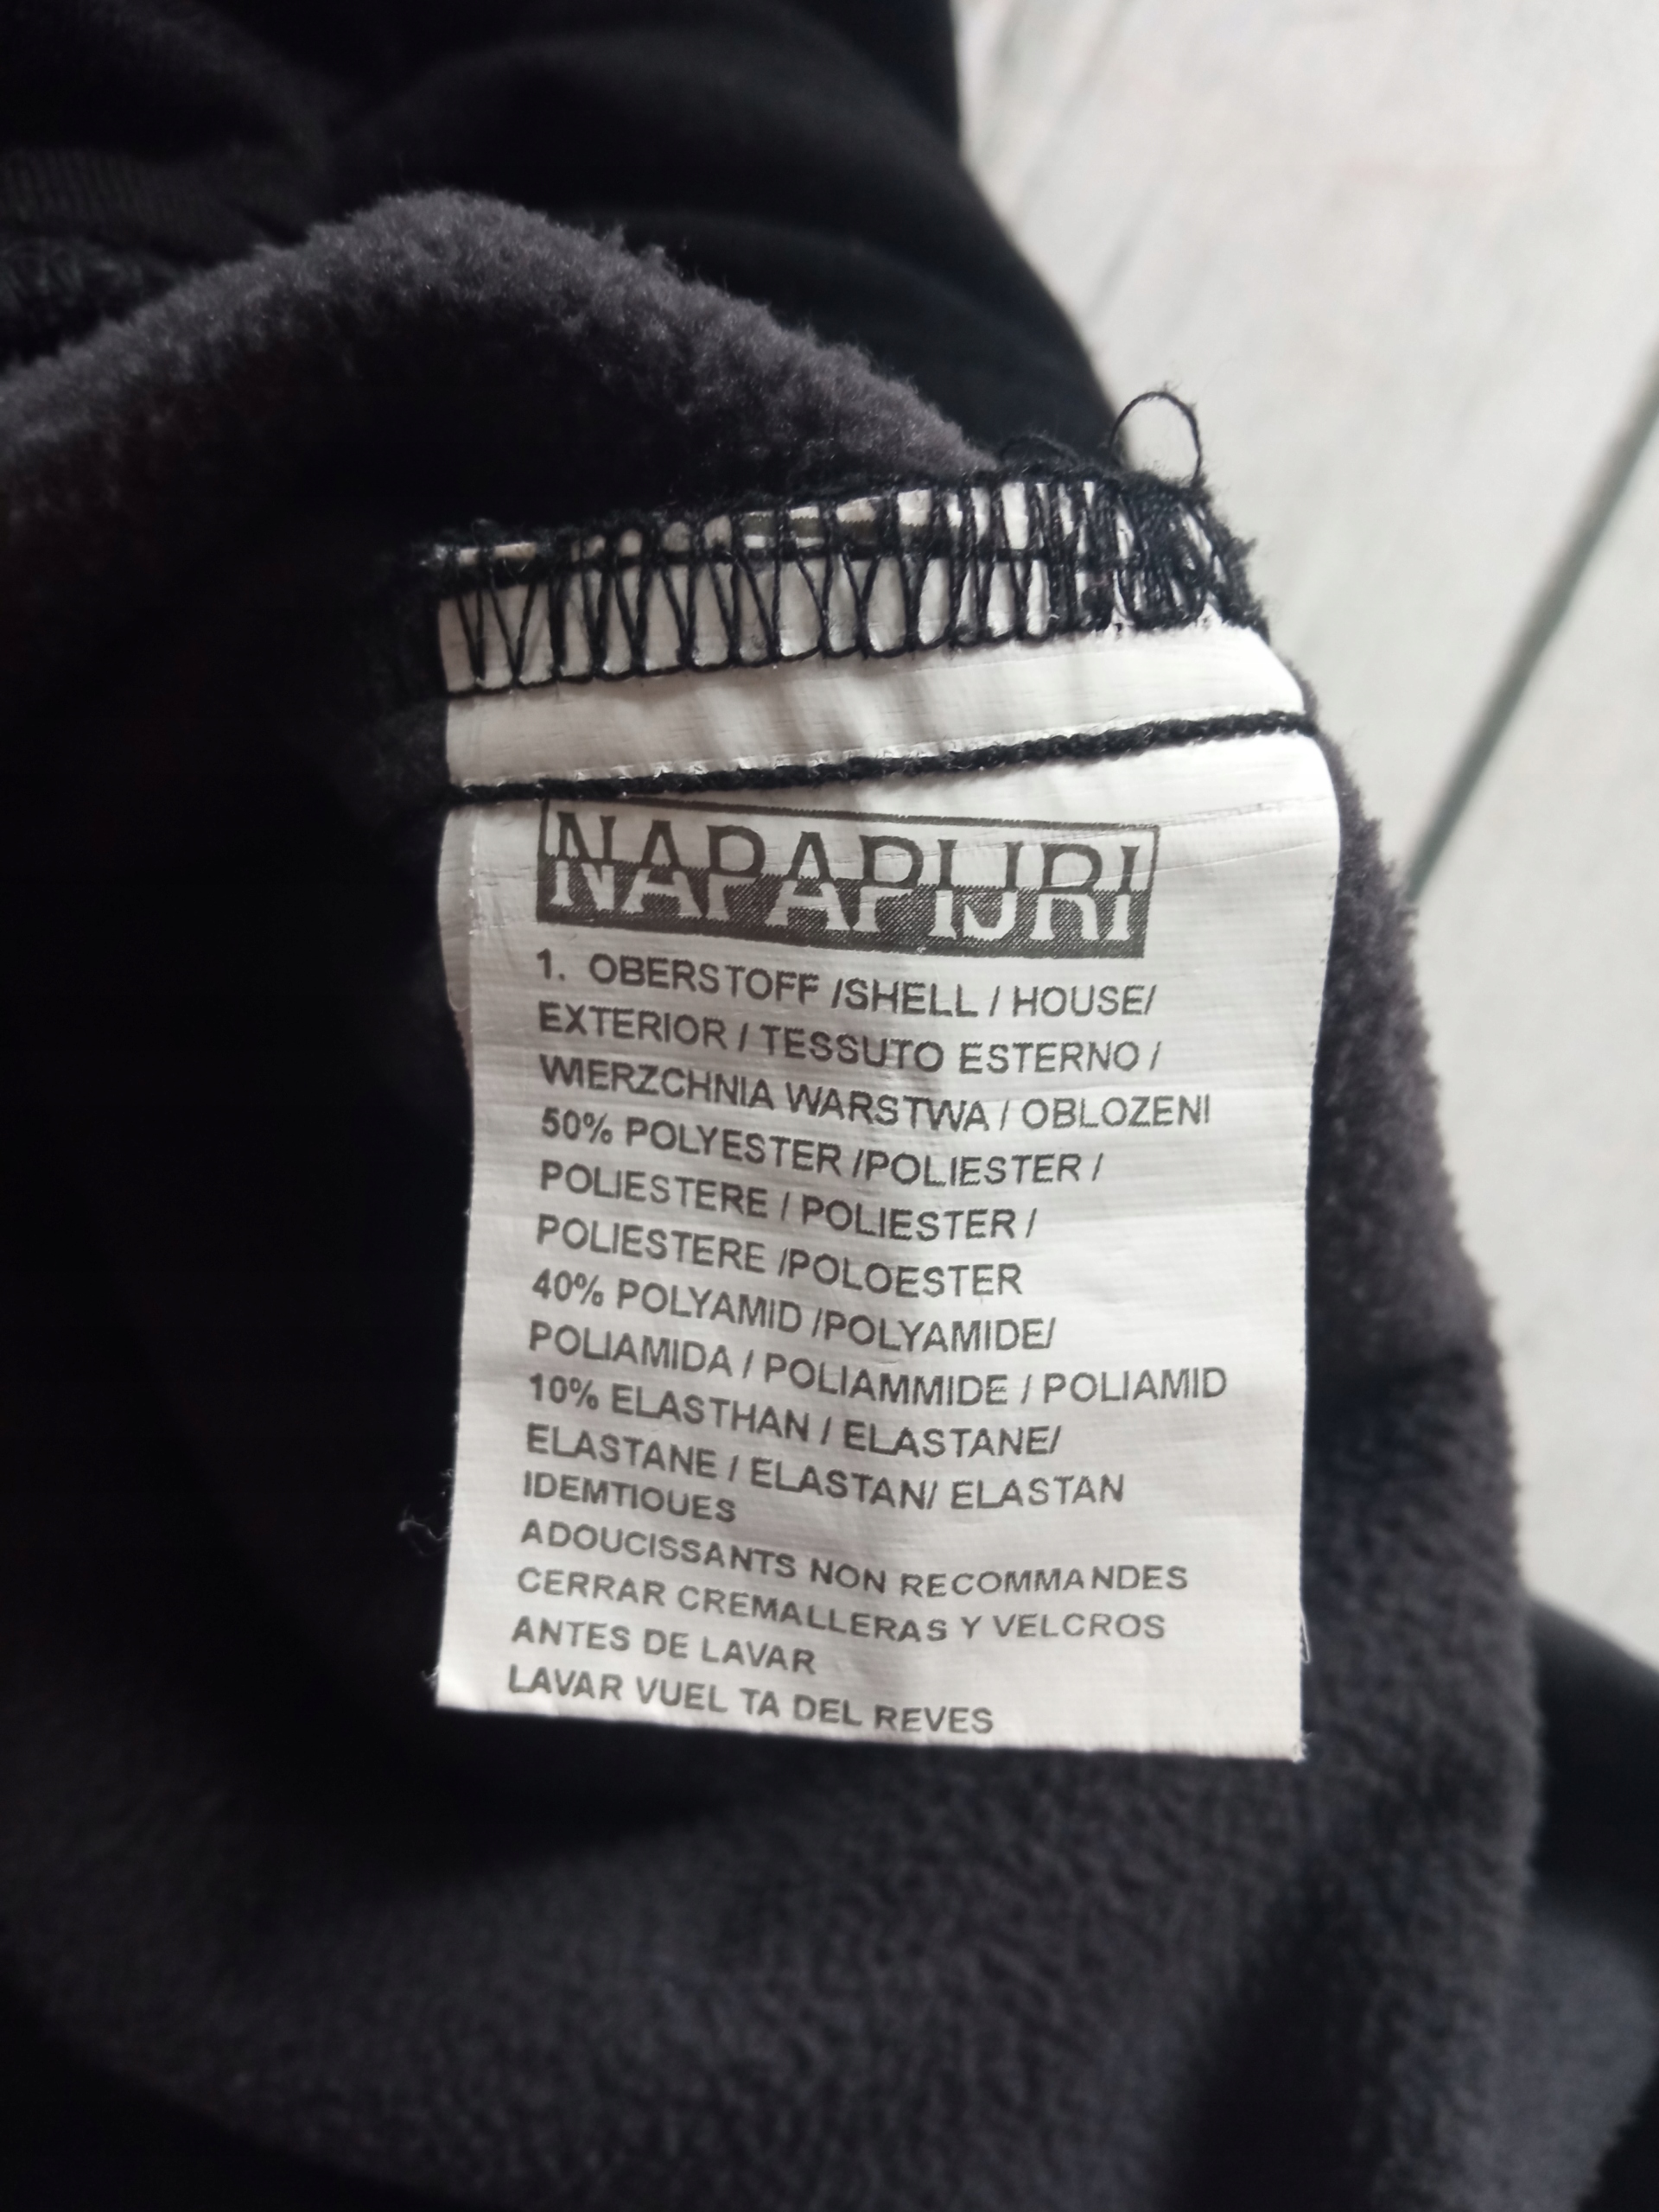 NAPAPIJRI
1. OBERSTOFF /SHELL / HOUSE/
EXTERIOR / TESSUTO ESTERNO /
WIERZCHNIA WARSTWA / OBLOZENI
50% POLYESTER /POLIESTER /
POLIESTERE / POLIESTER /
POLIESTERE /POLOESTER
40% POLYAMID /POLYAMIDE/
POLIAMIDA / POLIAMMIDE / POLIAMID
10% ELASTHAN / ELASTANE/
ELASTANE / ELASTAN/ ELASTAN
IDEMTIOUES
ADOUCISSANTS NON RECOMMANDES
CERRAR CREMALLERAS Y VELCROS
ANTES DE LAVAR
LAVAR VUEL TA DEL REVES